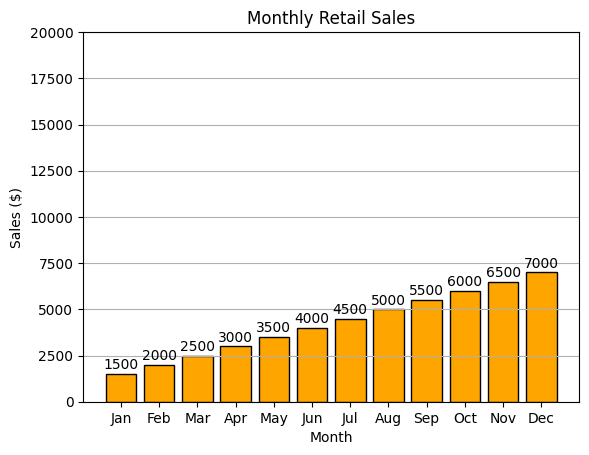 Monthly Retail Sales
20000
17500
15000
12500
10000
7500
5000
2500
0
Sales ($)
1500 2000 2500 3000 3500 4000 4500 5000 5500 6000 6500 7000
Jan Feb Mar Apr May Jun Jul Aug Sep Oct Nov Dec
Month